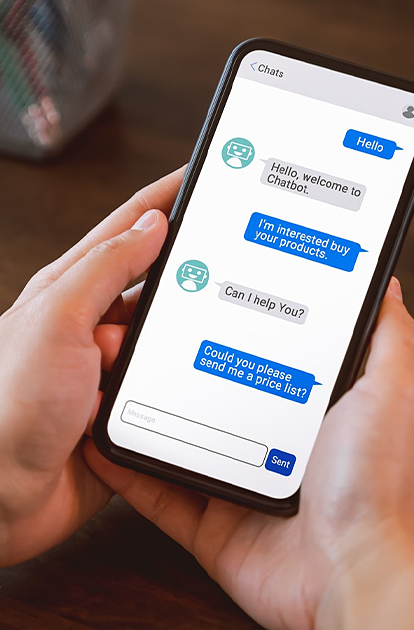 Chats
Hello
Hello, welcome to
Chatbot.
I'm interested buy
your products.
Can I help You?
Could you please
send me a price list?
Message
Sent